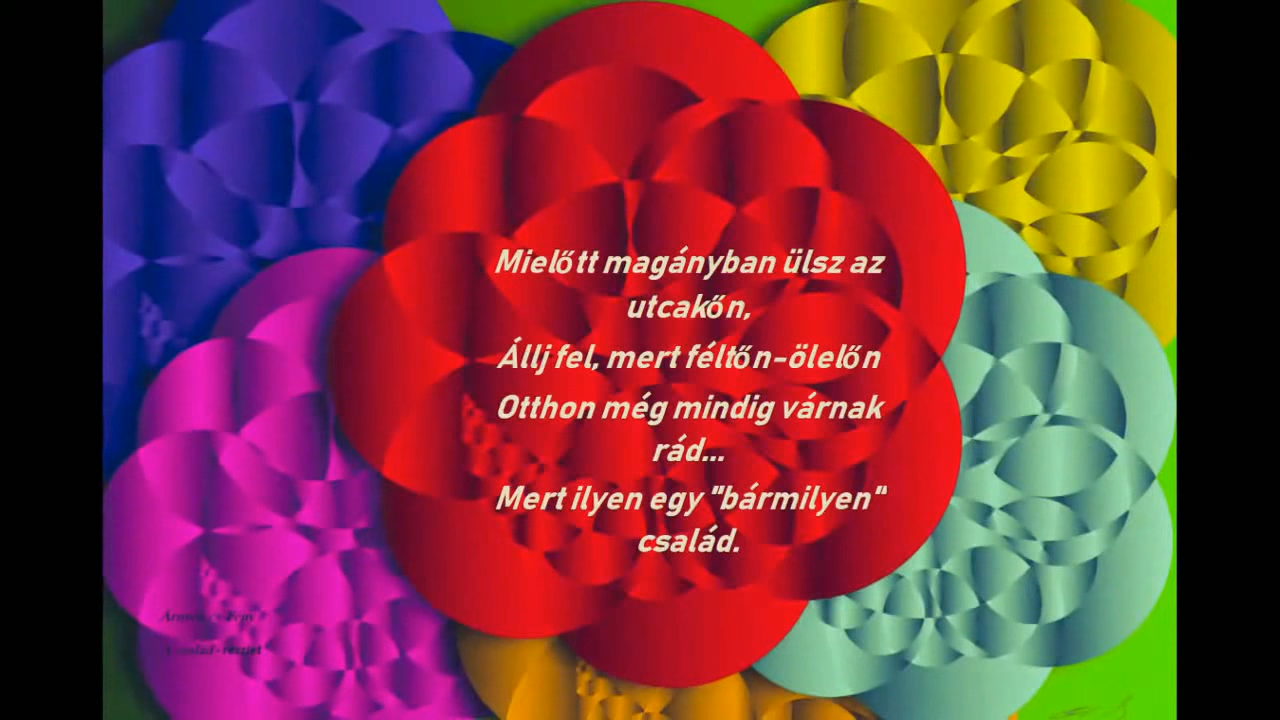 Mielőtt magányban ülsz az
utcakőn,
Állj fel, mert féltőn-ölelőn
Otthon még mindig várnak
rád...
Mert ilyen egy "bármilyen"
család.